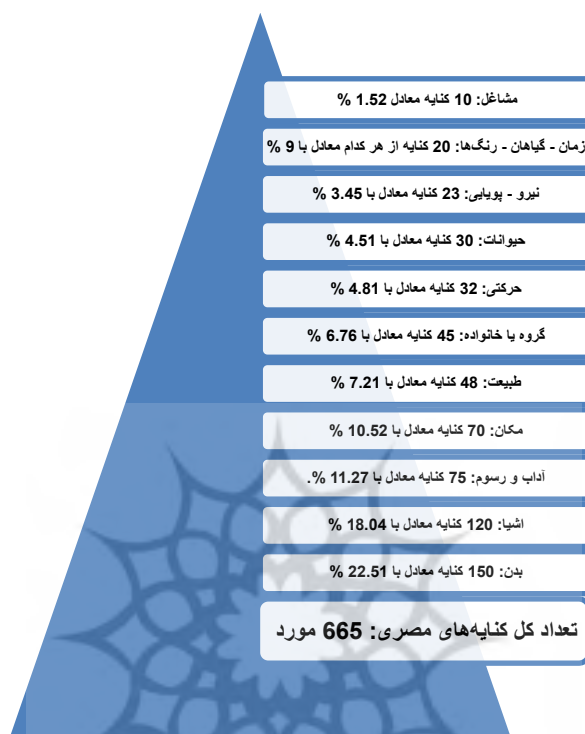 مشاغل: 10 کنایه معادل 1.52 %
زمان - گیاهان - رنگ‌ها: 20 کنایه از هر کدام معادل با 9 %
نیرو - پویایی: 23 کنایه معادل با 3.45 %
حیوانات: 30 کنایه معادل با 4.51 %
حرکتی: 32 کنایه معادل با 4.81 %
گروه یا خانواده: 45 کنایه معادل با 6.76 %
طبیعت: 48 کنایه معادل با 7.21 %
مکان: 70 کنایه معادل با 10.52 %
آداب و رسوم: 75 کنایه معادل با 11.27 %.
اشیا: 120 کنایه معادل با 18.04 %
بدن: 150 کنایه معادل با 22.51 %
تعداد کل کنایه‌های مصری: 665 مورد